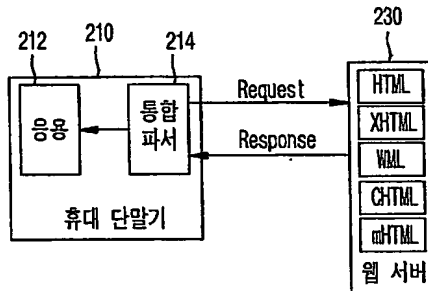 212
210
214
230
응용
통합
파서
휴대 단말기
Request
Response
HTML
XHTML
WML
CHTML
mHTML
웹 서버